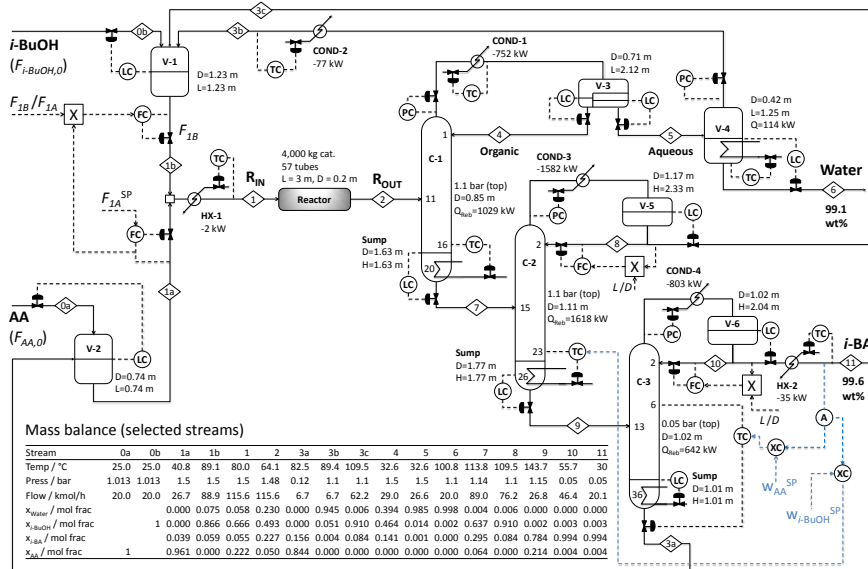 3c
i-BuOH
(F_i-BuOH,0)
0b
LC
V-1
D=1.23 m
L=1.23 m
3b
TC
COND-2
-77 kW
COND-1
-752 kW
PC
TC
LC
V-3
LC
D=0.71 m
L=2.12 m
PC
D=0.42 m
L=1.25 m
Q=114 kW
V-4
TC
LC
F_1B/F_1A
X
FC
F_1B
1b
1
4
Organic
5
Aqueous
Water
6
99.1
wt%
C-1
11
16
20
1.1 bar (top)
D=0.85 m
Q_Reb=1029 kW
TC
LC
Sump
D=1.63 m
H=1.63 m
TC
R_IN
1
HX-1
-2 kW
4,000 kg cat.
57 tubes
L = 3 m, D = 0.2 m
Reactor
R_OUT
2
F_1A^SP
FC
1a
COND-3
-1582 kW
PC
D=1.17 m
H=2.33 m
V-5
LC
2
8
FC
X
L/D
C-2
15
23
26
1.1 bar (top)
D=1.11 m
Q_Reb=1618 kW
TC
7
Sump
D=1.77 m
H=1.77 m
LC
9
AA
(F_AA,0)
0a
V-2
LC
D=0.74 m
L=0.74 m
COND-4
-803 kW
PC
D=1.02 m
H=2.04 m
V-6
LC
TC
i-BA
2
10
11
FC
X
L/D
HX-2
-35 kW
99.6
wt%
C-3
6
13
36
0.05 bar (top)
D=1.02 m
Q_Reb=642 kW
TC
XC
A
XC
w_AA^SP
w_i-BuOH^SP
LC
Sump
D=1.01 m
H=1.01 m
3a
Mass balance (selected streams)
Stream 0a 0b 1a 1b 1 2 3a 3b 3c 4 5 6 7 8 9 10 11
Temp / °C 25.0 25.0 40.8 89.1 80.0 64.1 82.5 89.4 109.5 32.6 32.6 100.8 113.8 109.5 143.7 55.7 30
Press / bar 1.013 1.013 1.5 1.5 1.5 1.48 0.12 1.1 1.1 1.1 1.5 1.1 1.14 1.1 1.15 0.05 0.05
Flow / kmol/h 20.0 20.0 26.7 88.9 115.6 115.6 6.7 6.7 62.2 29.0 26.6 20.0 89.0 76.2 26.8 46.4 20.1
x_Water / mol frac 0.000 0.075 0.058 0.230 0.000 0.945 0.006 0.394 0.985 0.998 0.004 0.006 0.000 0.000 0.000
x_i-BuOH / mol frac 1 0.000 0.866 0.666 0.493 0.000 0.051 0.910 0.464 0.014 0.002 0.637 0.910 0.002 0.003 0.003
x_i-BA / mol frac 0.039 0.059 0.055 0.227 0.156 0.004 0.084 0.141 0.001 0.000 0.295 0.084 0.784 0.994 0.994
x_AA / mol frac 1 0.961 0.000 0.222 0.050 0.844 0.000 0.000 0.000 0.000 0.000 0.064 0.000 0.214 0.004 0.004